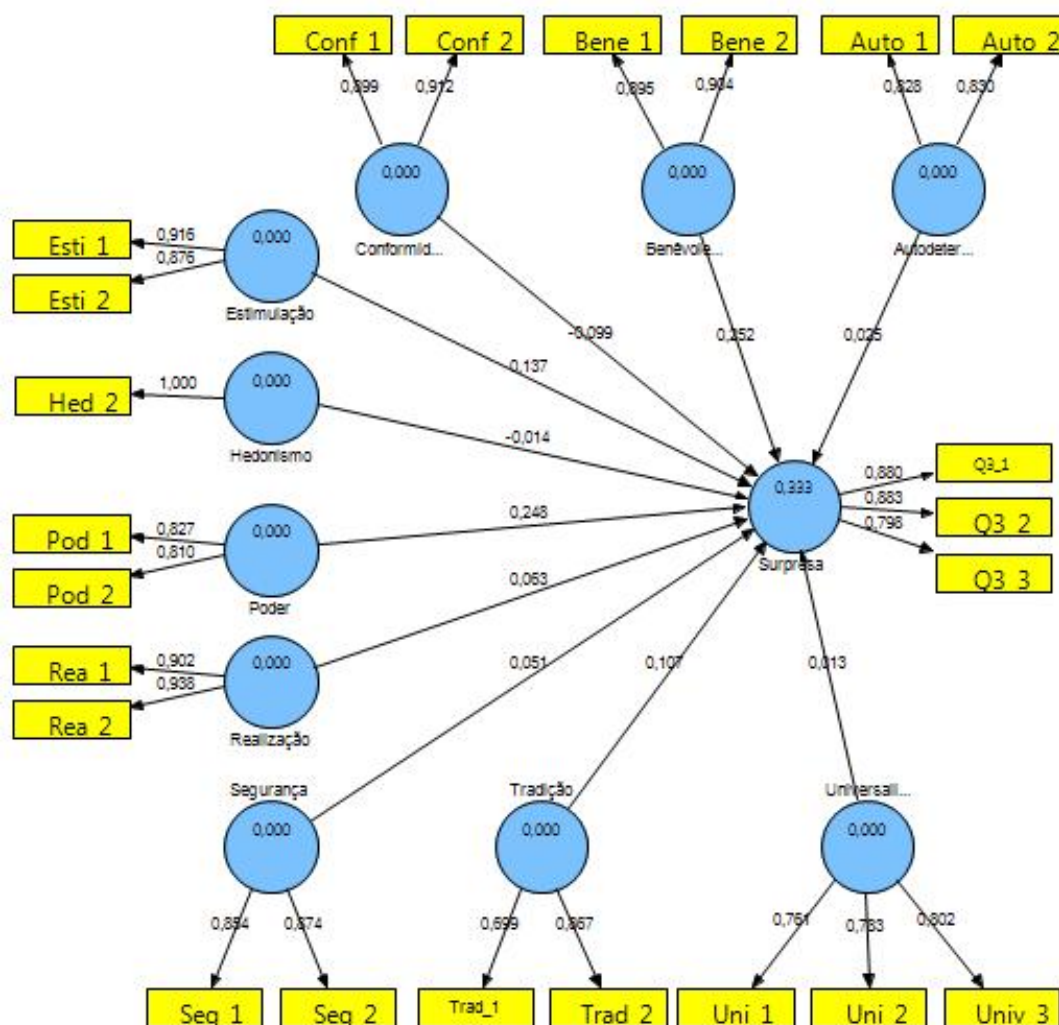 Conf 1
Conf 2
Bene 1
Bene 2
Auto 1
Auto 2
0,899
0,912
0,895
0,904
0,828
0,830
0,000
0,000
0,000
Conformid...
Benêvole...
Autodeter...
Esti 1
Esti 2
0,916
0,876
0,000
Estimulação
-0,099
0,252
0,025
0,137
Hed 2
1,000
0,000
Hedonismo
-0,014
0,333
Surpresa
0,880
0,883
0,798
Q3_1
Q3_2
Q3_3
Pod 1
Pod 2
0,827
0,810
0,000
Poder
0,248
Rea 1
Rea 2
0,902
0,938
0,000
Realização
0,063
0,051
0,107
0,013
Segurança
Tradição
Universali...
0,000
0,000
0,000
0,874
0,699
0,867
0,761
0,802
Seg 1
Seg 2
Trad_1
Trad 2
Uni 1
Uni 2
Univ 3